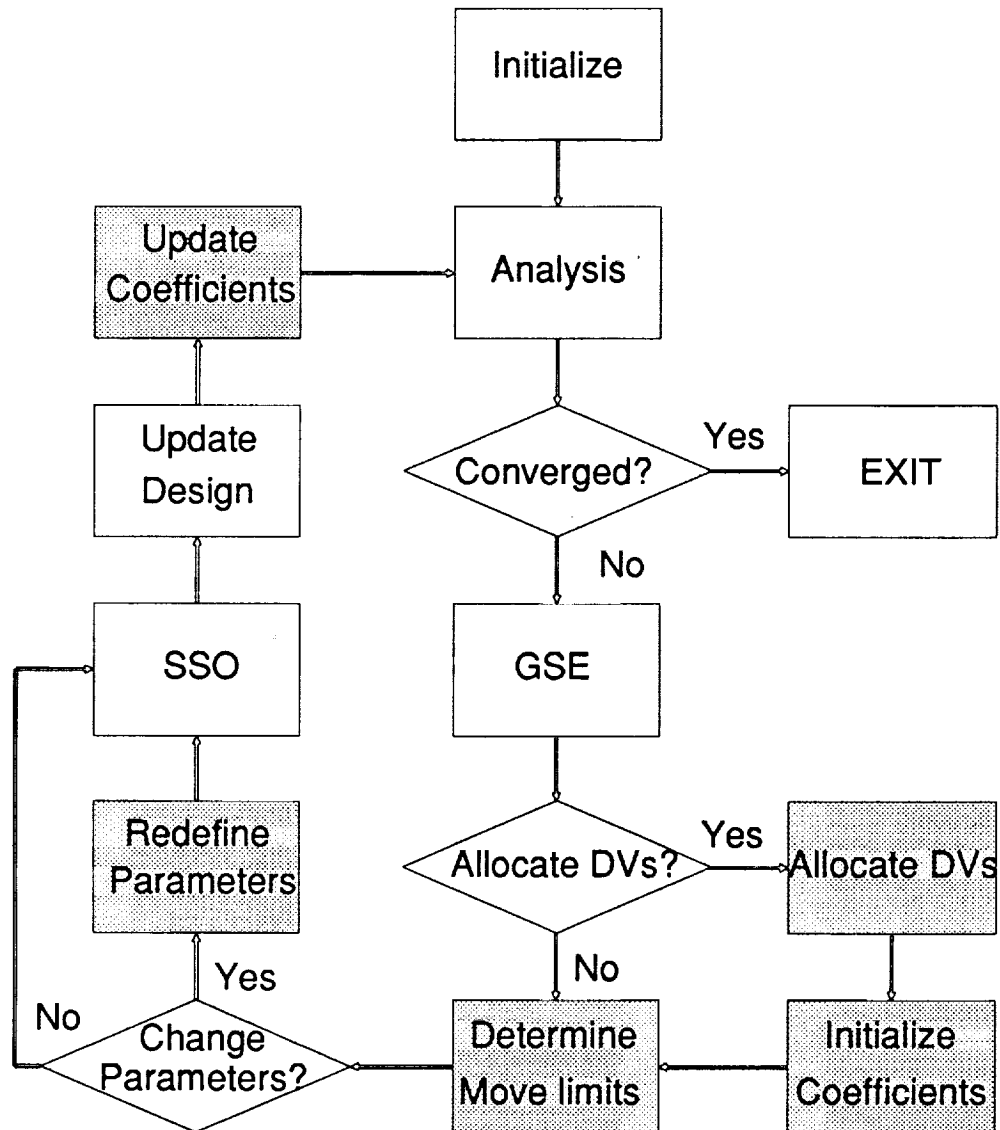 Initialize
Update
Coefficients
Analysis
Update
Design
Converged?
Yes
EXIT
No
SSO
GSE
Redefine
Parameters
Allocate DVs?
Yes
Allocate DVs
Yes
No
No
Change
Parameters?
Determine
Move limits
Initialize
Coefficients